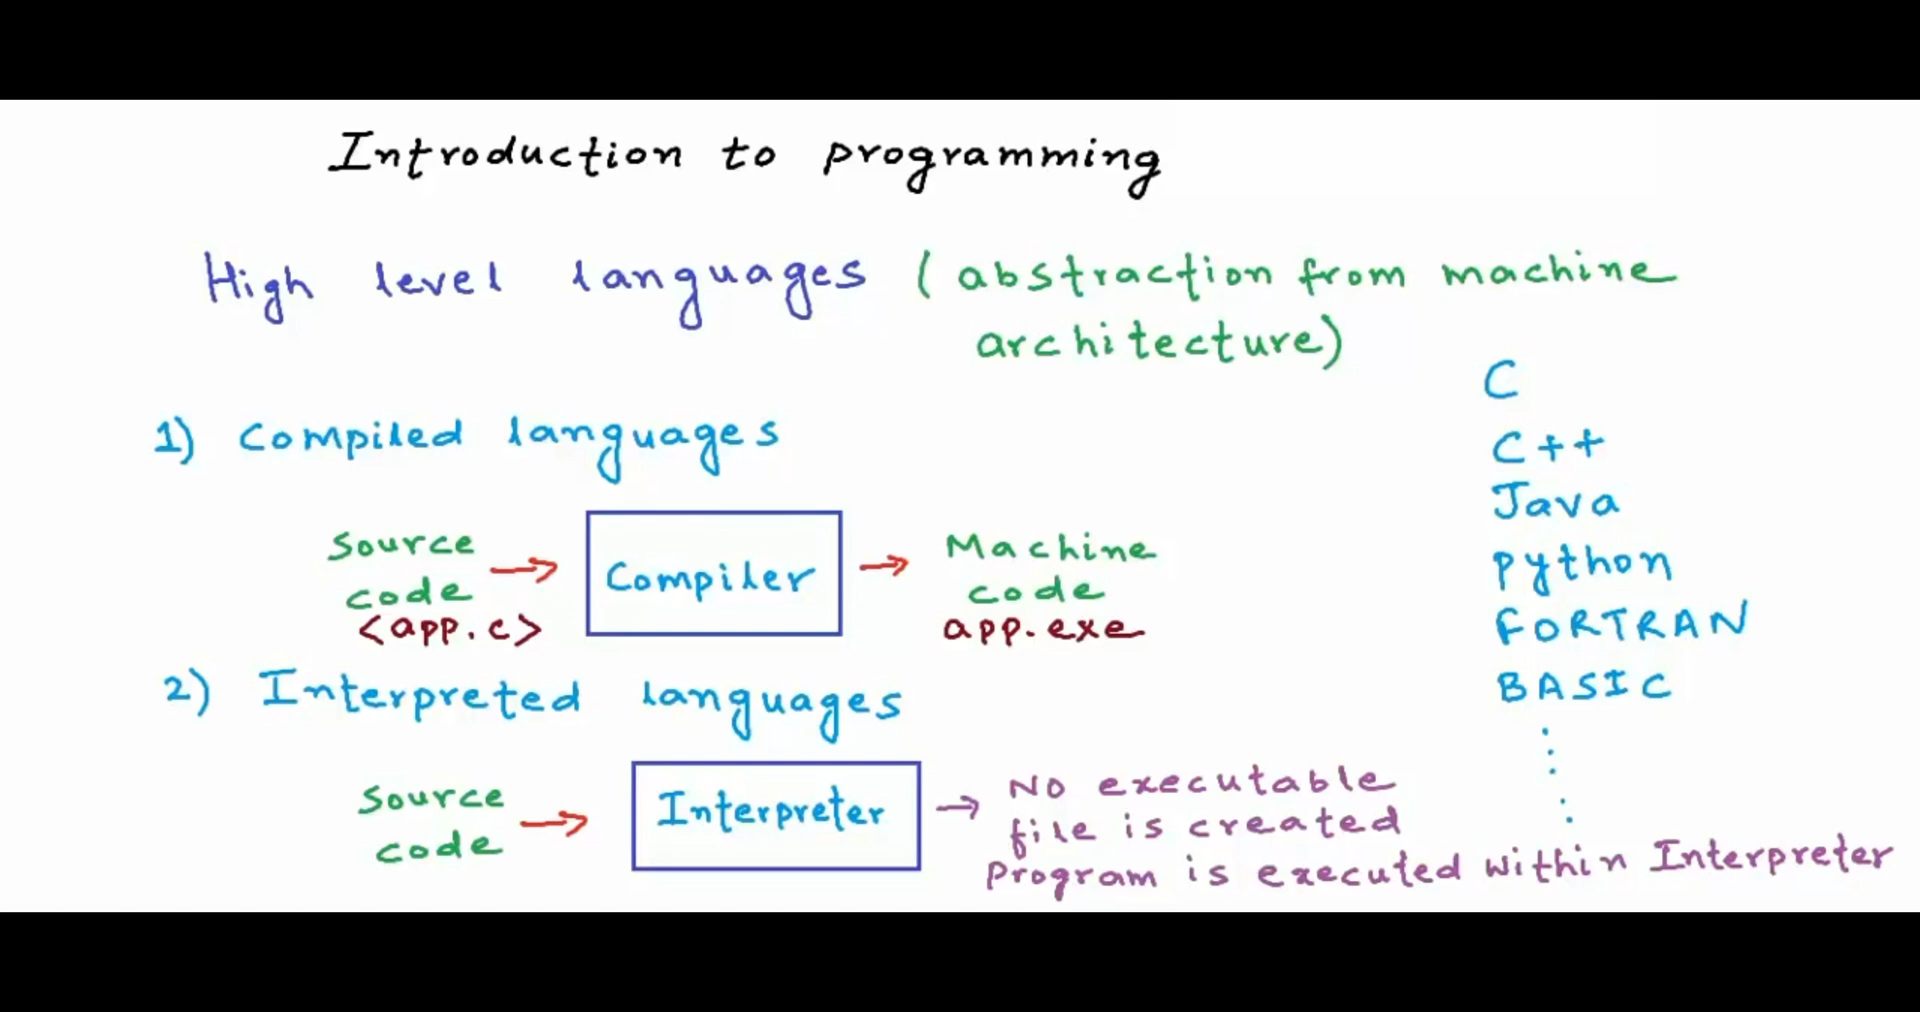 Introduction to programming
High level languages (abstraction from machine
architecture)
C
C++
Java
python
FORTRAN
BASIC
1) Compiled languages
Source
code
<app.c>
Compiler
Machine
code
app.exe
2) Interpreted languages
Source
code
Interpreter
No executable
file is created
Program is executed within Interpreter